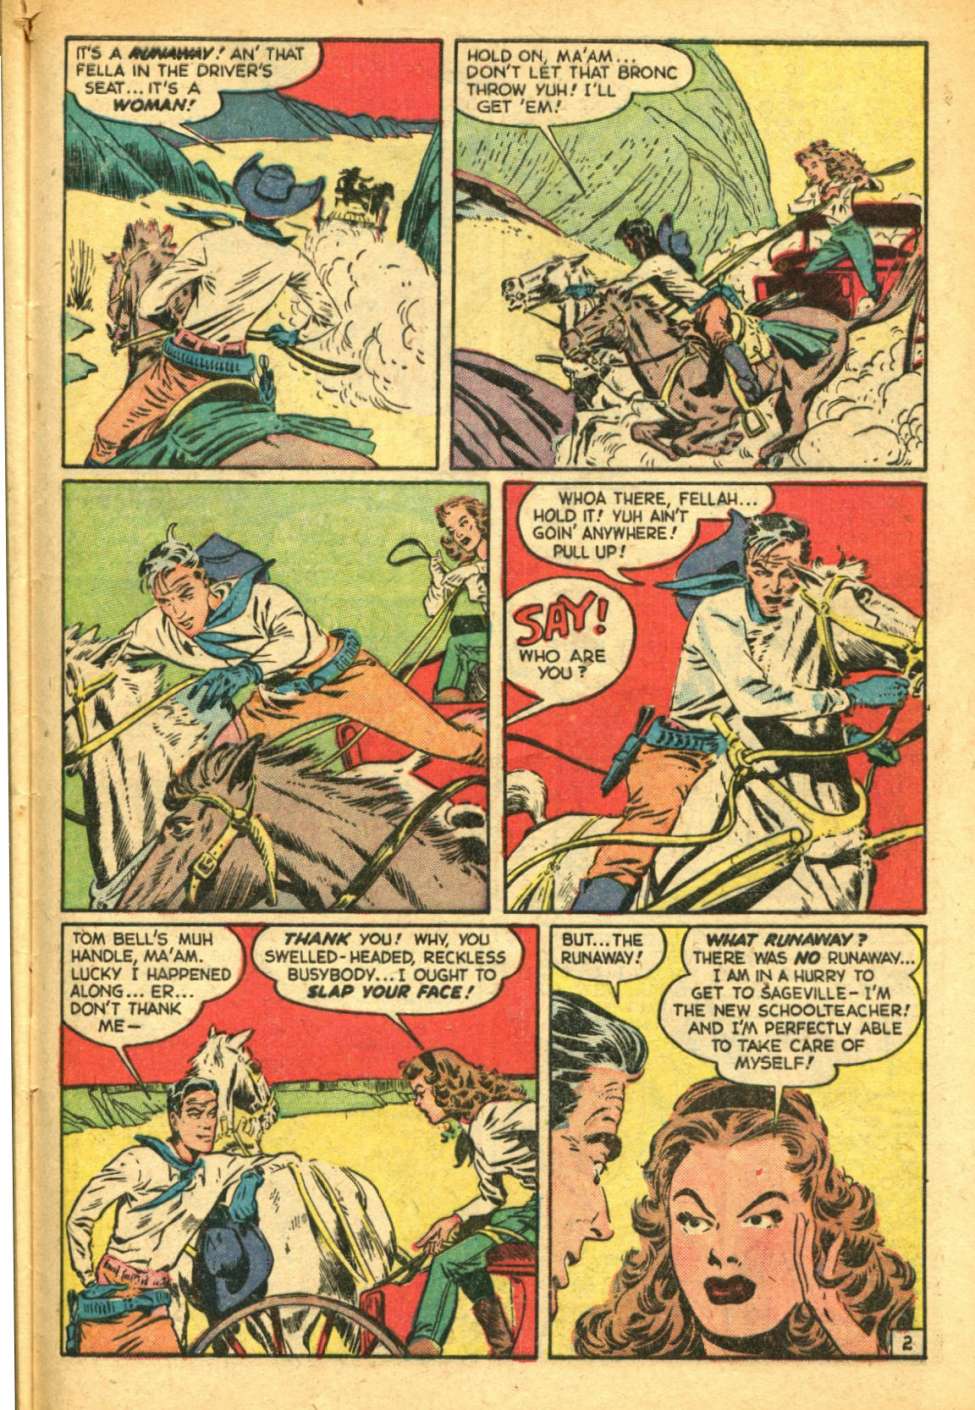 IT'S A RUNAWAY! AN' THAT
FELLA IN THE DRIVER'S
SEAT... IT'S A
WOMAN!
HOLD ON, MA'AM...
DON'T LET THAT BRONC
THROW YUH! I'LL
GET 'EM!
WHOA THERE, FELLAH...
HOLD IT! YUH AIN'T
GOIN' ANYWHERE!
PULL UP!
SAY!
WHO ARE
YOU?
TOM BELL'S MUH
HANDLE, MA'AM.
LUCKY I HAPPENED
ALONG... ER...
DON'T THANK
ME—
THANK YOU! WHY, YOU
SWELLED-HEADED, RECKLESS
BUSYBODY... I OUGHT TO
SLAP YOUR FACE!
BUT... THE
RUNAWAY!
WHAT RUNAWAY?
THERE WAS NO RUNAWAY...
I AM IN A HURRY TO
GET TO SAGEVILLE—I'M
THE NEW SCHOOLTEACHER!
AND I'M PERFECTLY ABLE
TO TAKE CARE OF
MYSELF!
2